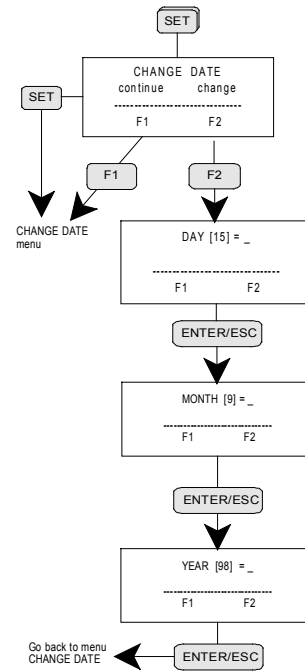 SET
CHANGE DATE
continue change
F1 F2
SET
F1 F2
CHANGE DATE
menu
DAY [15] = _
F1 F2
ENTER/ESC
MONTH [9] = _
F1 F2
ENTER/ESC
YEAR [98] = _
F1 F2
Go back to menu
CHANGE DATE
ENTER/ESC